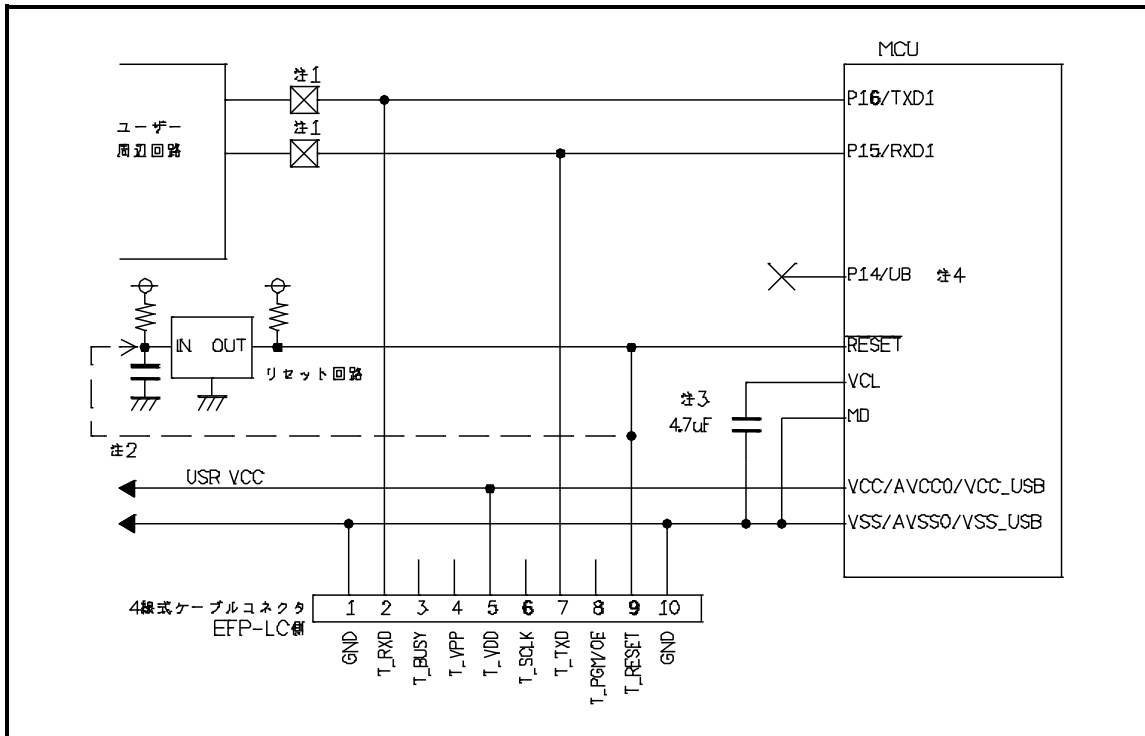 MCU
注1
P16/TXD1
ユーザー
周辺回路
注1
P15/RXD1
P14/UB 注4
IN OUT
リセット回路
RESET
VCL
注3
4.7uF
MD
注2
USR VCC
VCC/AVCC0/VCC_USB
VSS/AVSS0/VSS_USB
4線式ケーブルコネクタ
EFP-LC側
1 2 3 4 5 6 7 8 9 10
GND
T_RXD
T_BUSY
T_VPP
T_VDD
T_SCLK
T_TXD
T_PGM/OE
T_RESET
GND